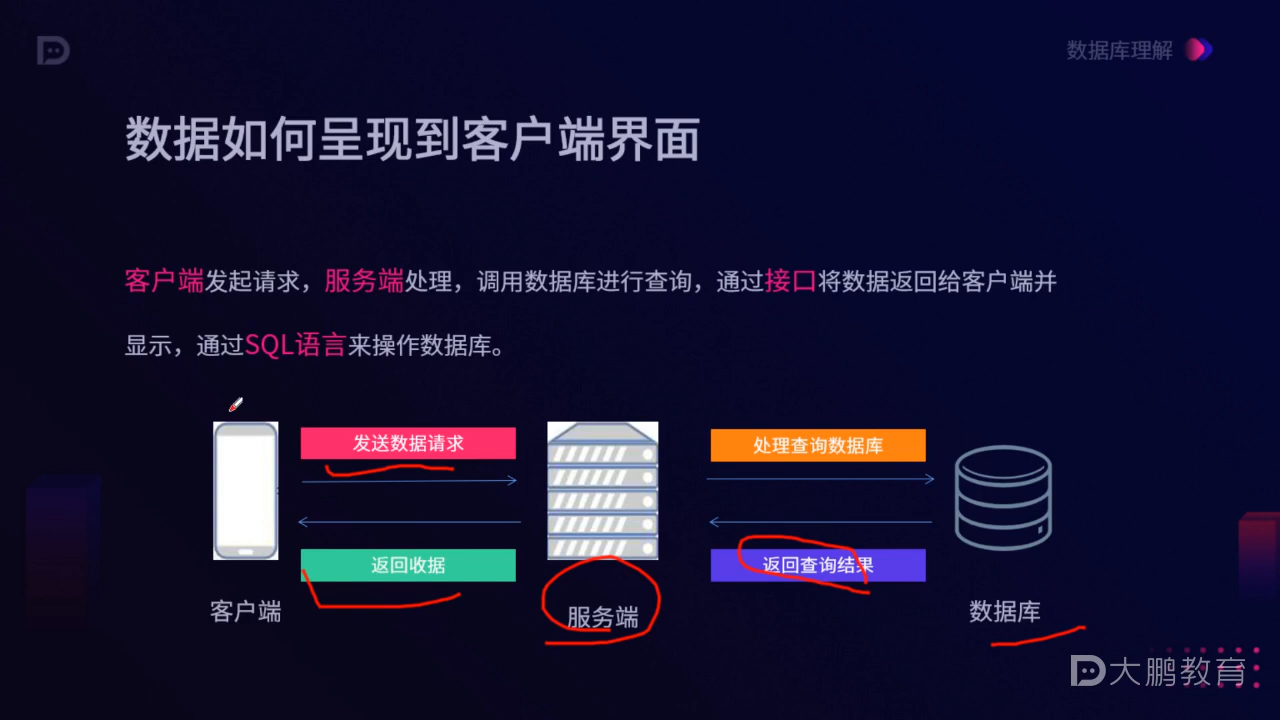 数据库理解
数据如何呈现到客户端界面
客户端发起请求，服务端处理，调用数据库进行查询，通过接口将数据返回给客户端并
显示，通过SQL语言来操作数据库。
发送数据请求
处理查询数据库
返回收据
返回查询结果
客户端
服务端
数据库
大鹏教育